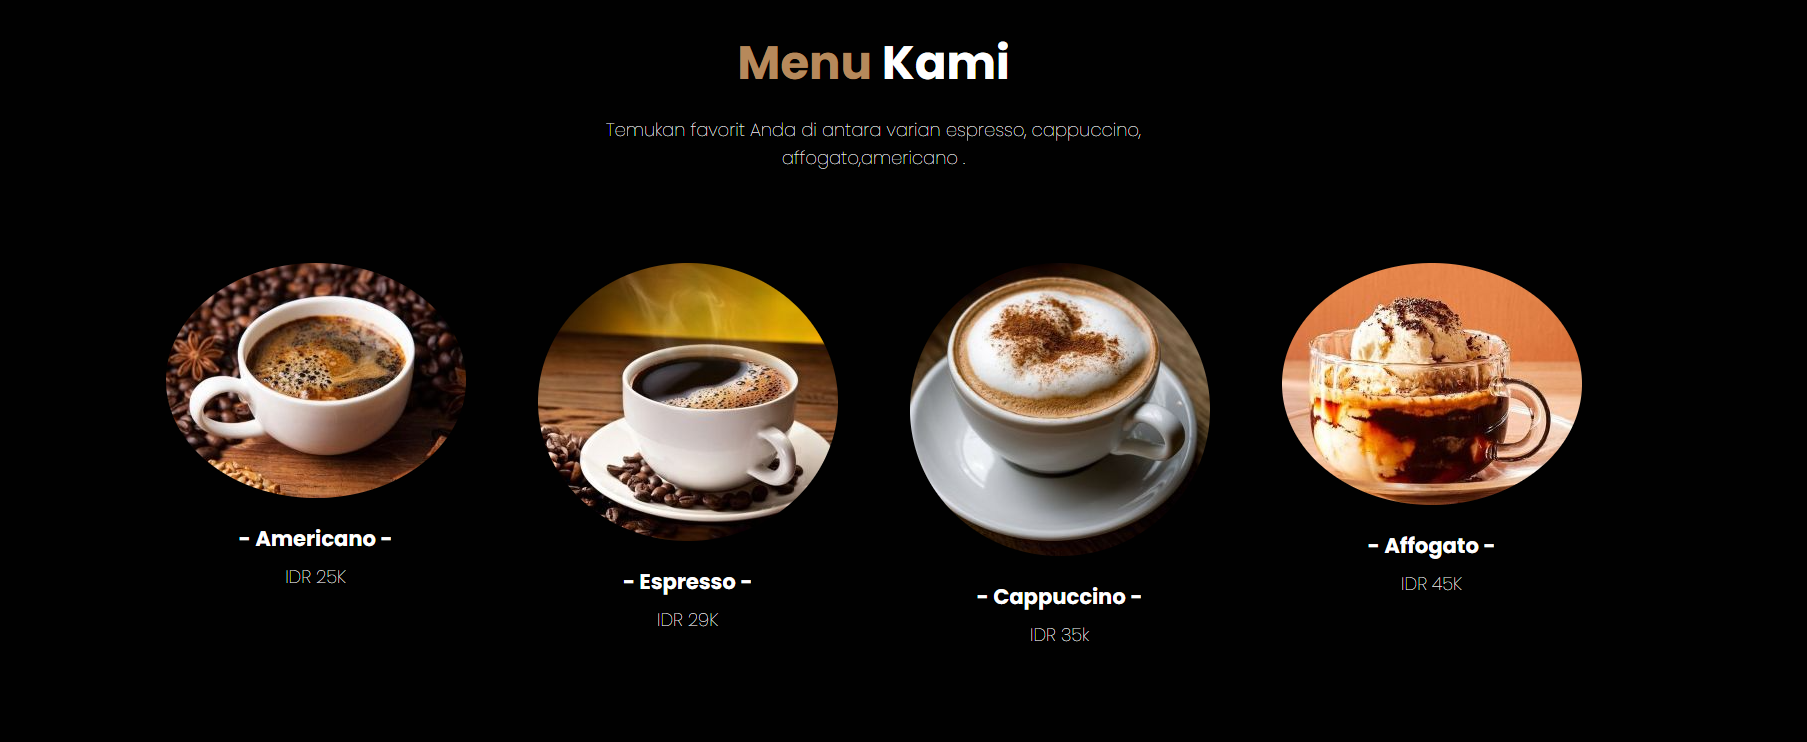 Menu Kami
Temukan favorit Anda di antara varian espresso, cappuccino,
affogato,americano .
- Americano -
IDR 25K
- Espresso -
IDR 29K
- Cappuccino -
IDR 35k
- Affogato -
IDR 45K